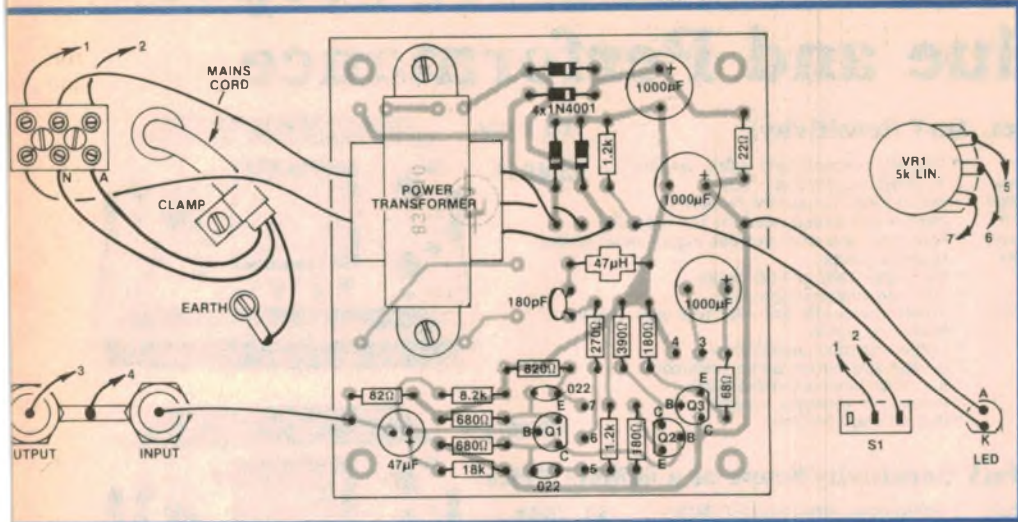 1
2
MAINS
CORD
N
A
CLAMP
EARTH
3
4
INPUT
POWER
TRANSFORMER
4x1N4001
1000µF
+
1.2k
22Ω
1000µF
+
47µH
180pF
1000µF
+
270Ω
390Ω
180Ω
4
3
68Ω
820Ω
82Ω
8.2k
.022
680Ω
680Ω
18k
47µF
+
E
B
Q1
C
7
6
5
.022
1.2k
180Ω
E
B
Q3
C
C
Q2
B
E
VR1
5k LIN.
5
6
7
1
2
S1
A
K
LED